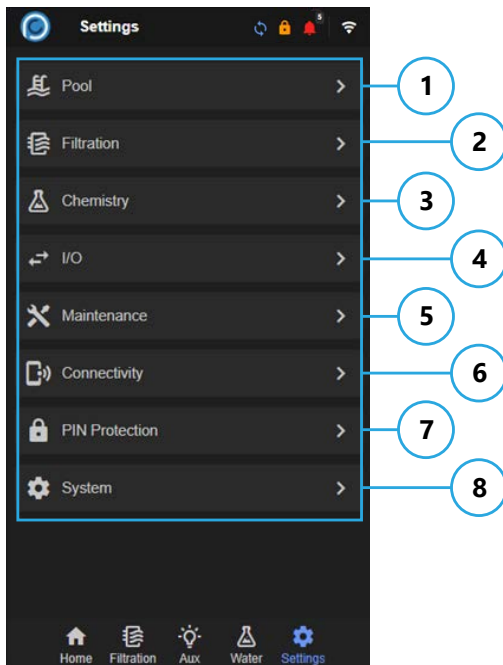 Settings
5
Pool
1
Filtration
2
Chemistry
3
I/O
4
Maintenance
5
Connectivity
6
PIN Protection
7
System
8
Home Filtration Aux Water Settings